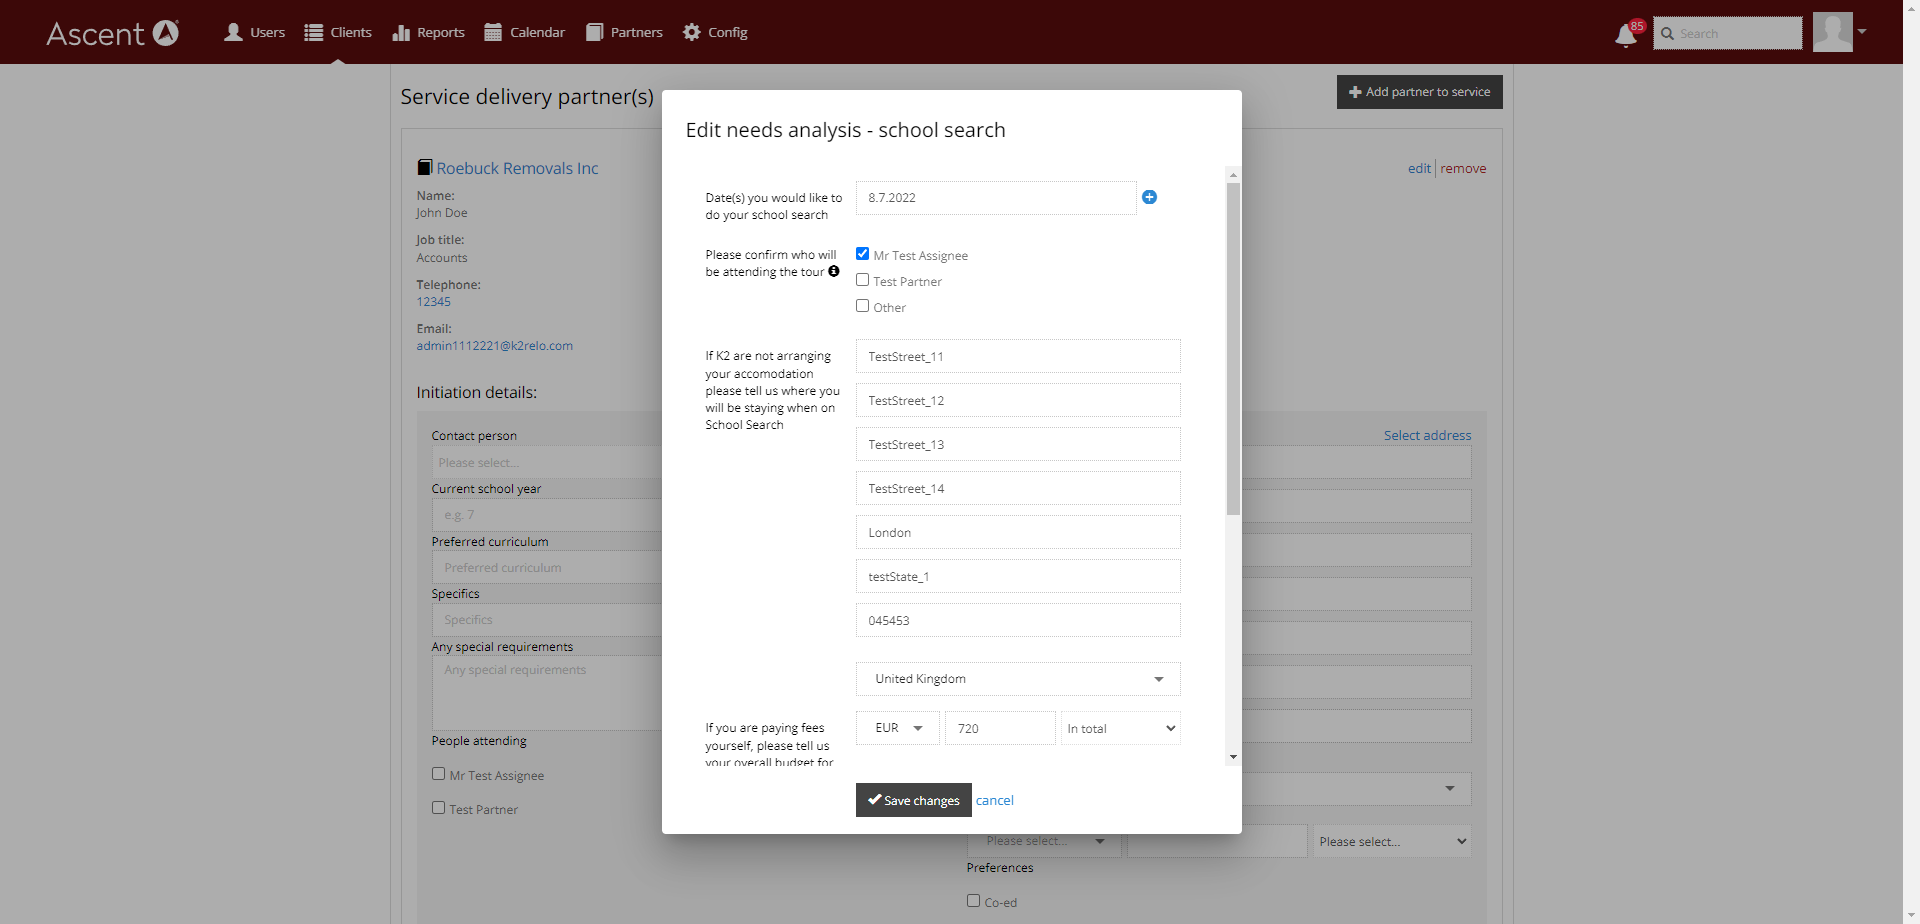 Ascent
Users
Clients
Reports
Calendar
Partners
Config
85
Search
Service delivery partner(s)
Add partner to service
Roebuck Removals Inc
edit
remove
Name:
John Doe
Job title:
Accounts
Telephone:
12345
Email:
admin1112221@k2relo.com
Initiation details:
Contact person
Please select...
Current school year
e.g. 7
Preferred curriculum
Preferred curriculum
Specifics
Specifics
Any special requirements
Any special requirements
People attending
Mr Test Assignee
Test Partner
Select address
Please select...
Please select...
Preferences
Co-ed
Edit needs analysis - school search
Date(s) you would like to
do your school search
8.7.2022
Please confirm who will
be attending the tour
Mr Test Assignee
Test Partner
Other
If K2 are not arranging
your accomodation
please tell us where you
will be staying when on
School Search
TestStreet_11
TestStreet_12
TestStreet_13
TestStreet_14
London
testState_1
045453
United Kingdom
If you are paying fees
yourself, please tell us
your overall budget for
EUR
720
In total
Save changes
cancel